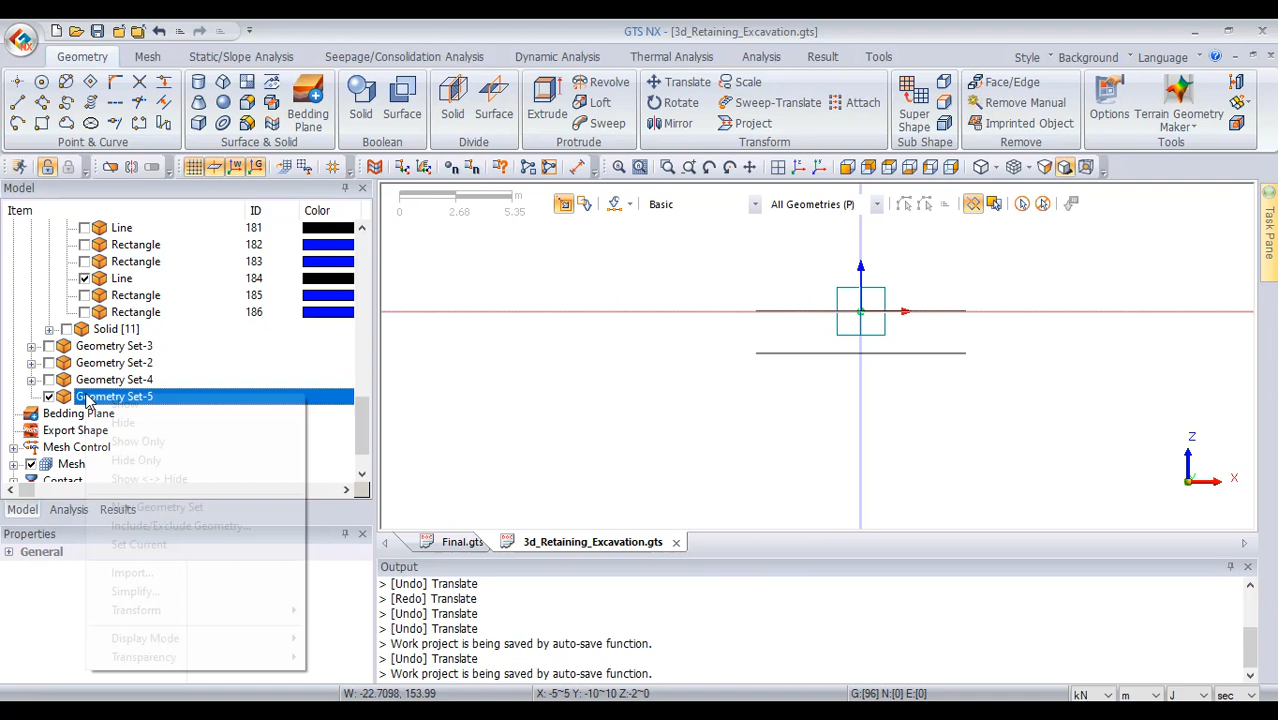 GTS NX - [3d_Retaining_Excavation.gts]
Geometry Mesh Static/Slope Analysis Seepage/Consolidation Analysis Dynamic Analysis Thermal Analysis Analysis Result Tools Style Background Language
Point & Curve
Bedding Plane
Surface & Solid
Solid Surface
Boolean
Solid Surface
Divide
Extrude Revolve Loft Sweep
Protrude
Translate Rotate Mirror Scale Sweep-Translate Project Attach
Transform
Super Shape
Sub Shape
Face/Edge
Remove Manual
Imprinted Object
Remove
Options Terrain Geometry Maker
Tools
Model
Item ID Color
Line 181
Rectangle 182
Rectangle 183
Line 184
Rectangle 185
Rectangle 186
Solid [11]
Geometry Set-3
Geometry Set-2
Geometry Set-4
Geometry Set-5
Bedding Plane
Export Shape
Mesh Control
Mesh
Contact
Show
Hide
Show Only
Hide Only
Show <-> Hide
New Geometry Set
Include/Exclude Geometry...
Set Current
Import...
Simplify...
Transform
Display Mode
Transparency
Model Analysis Results
Properties
General
m
0 2.68 5.35
Basic
All Geometries (P)
Task Pane
Z
X
Final.gts 3d_Retaining_Excavation.gts
Output
> [Undo] Translate
> [Redo] Translate
> [Undo] Translate
> [Undo] Translate
> Work project is being saved by auto-save function.
> [Undo] Translate
> Work project is being saved by auto-save function.
W: -22.7098, 153.99 X: -5~5 Y: -10~10 Z:-2~0 G:[96] N:[0] E:[0] kN m J sec